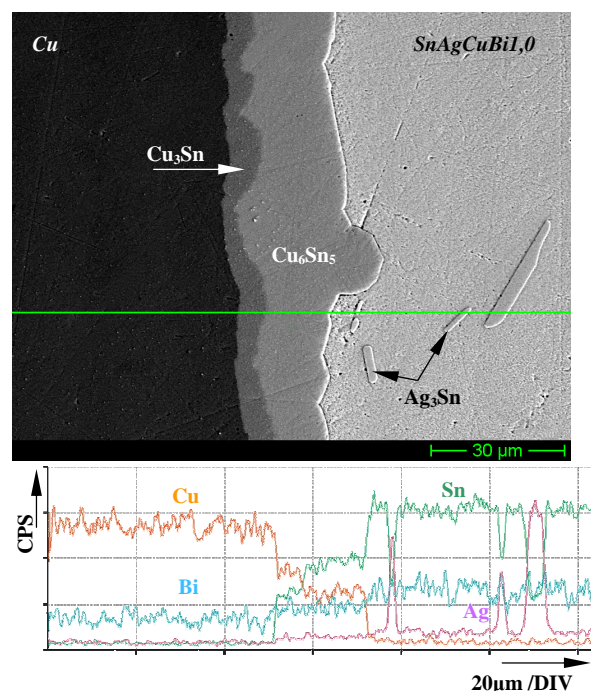 Cu
SnAgCuBi1,0
Cu₃Sn
Cu₆Sn₅
Ag₃Sn
30 µm
Cu
Sn
CPS
Bi
Ag
20µm /DIV